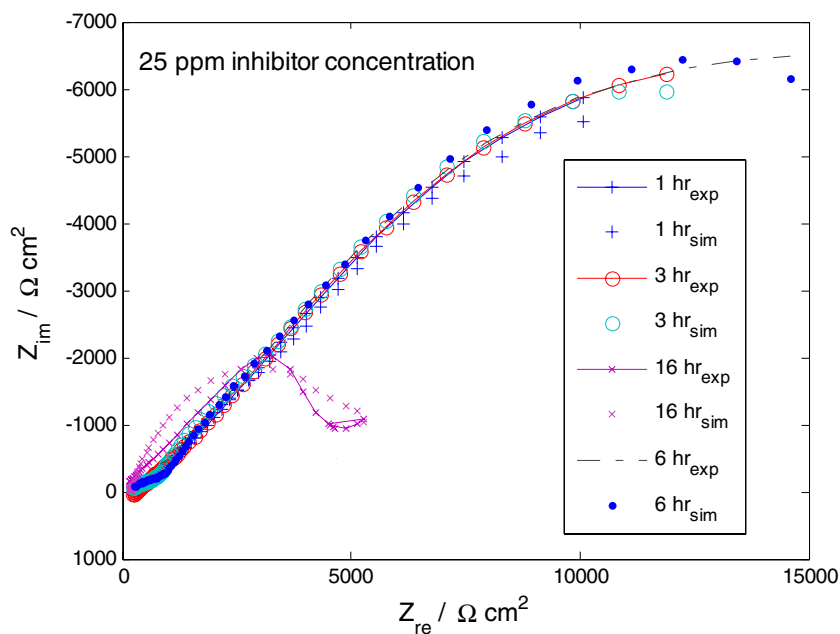 -7000
25 ppm inhibitor concentration
-6000
-5000
-4000
-3000
-2000
-1000
0
1000
Z_im / Ω cm²
1 hr_exp
1 hr_sim
3 hr_exp
3 hr_sim
16 hr_exp
16 hr_sim
6 hr_exp
6 hr_sim
0 5000 10000 15000
Z_re / Ω cm²